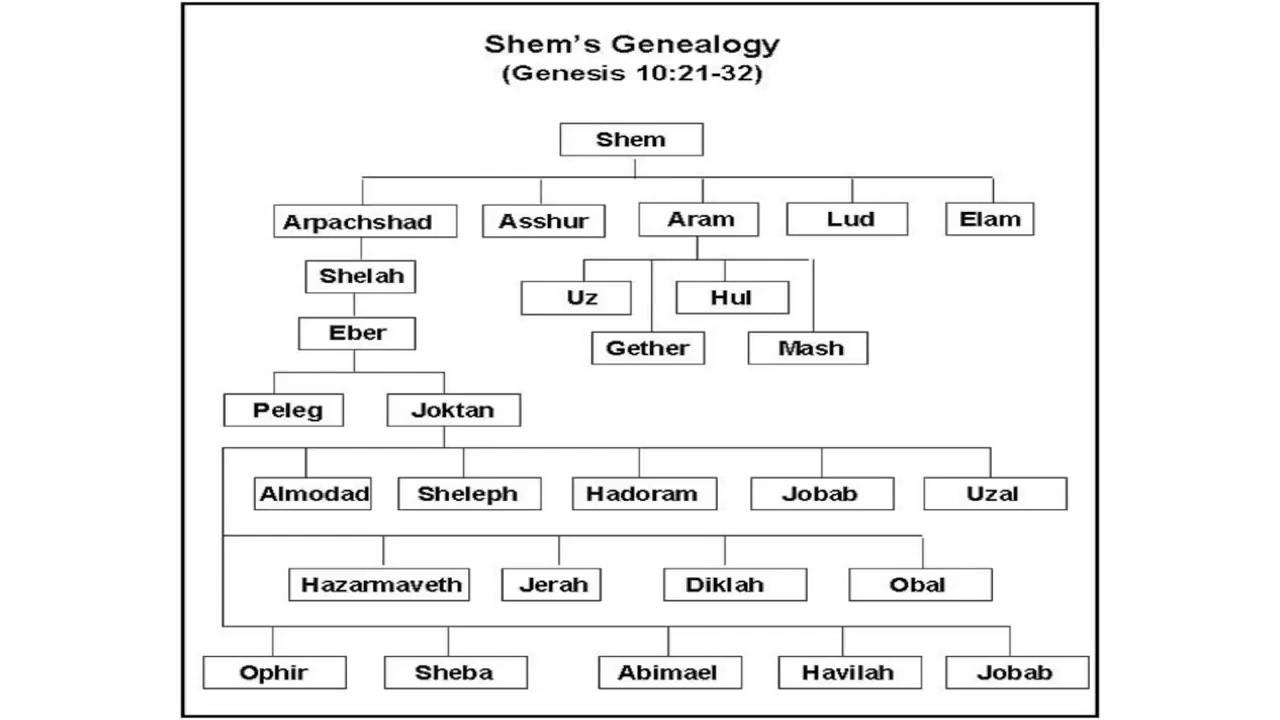 Shem's Genealogy
(Genesis 10:21-32)
Shem
Arpachshad
Asshur
Aram
Lud
Elam
Shelah
Uz
Hul
Eber
Gether
Mash
Peleg
Joktan
Almodad
Sheleph
Hadoram
Jobab
Uzal
Hazarmaveth
Jerah
Diklah
Obal
Ophir
Sheba
Abimael
Havilah
Jobab